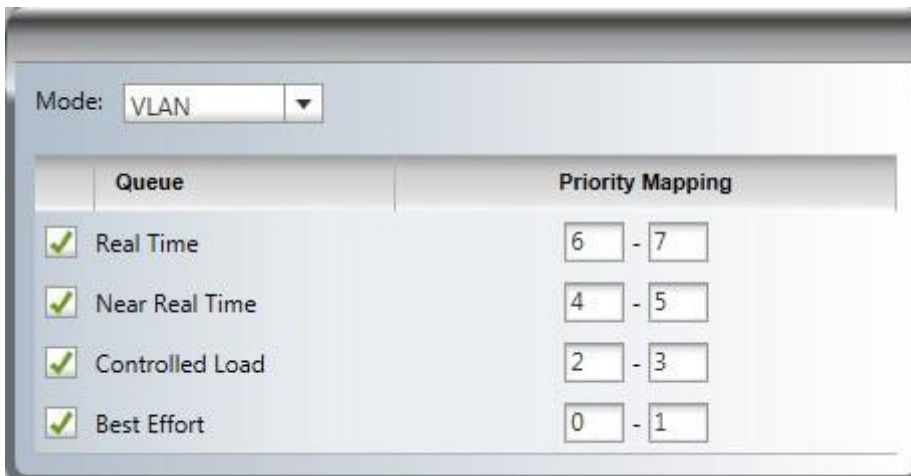 Mode: VLAN
Queue Priority Mapping
Real Time 6 - 7
Near Real Time 4 - 5
Controlled Load 2 - 3
Best Effort 0 - 1